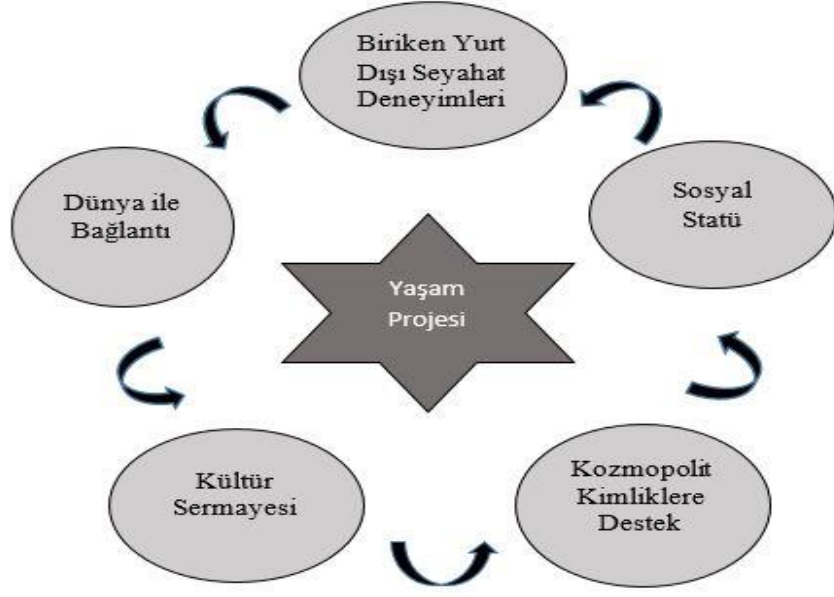 Biriken Yurt
Dışı Seyahat
Deneyimleri
Dünya ile
Bağlantı
Sosyal
Statü
Yaşam
Projesi
Kültür
Sermayesi
Kozmopolit
Kimliklere
Destek